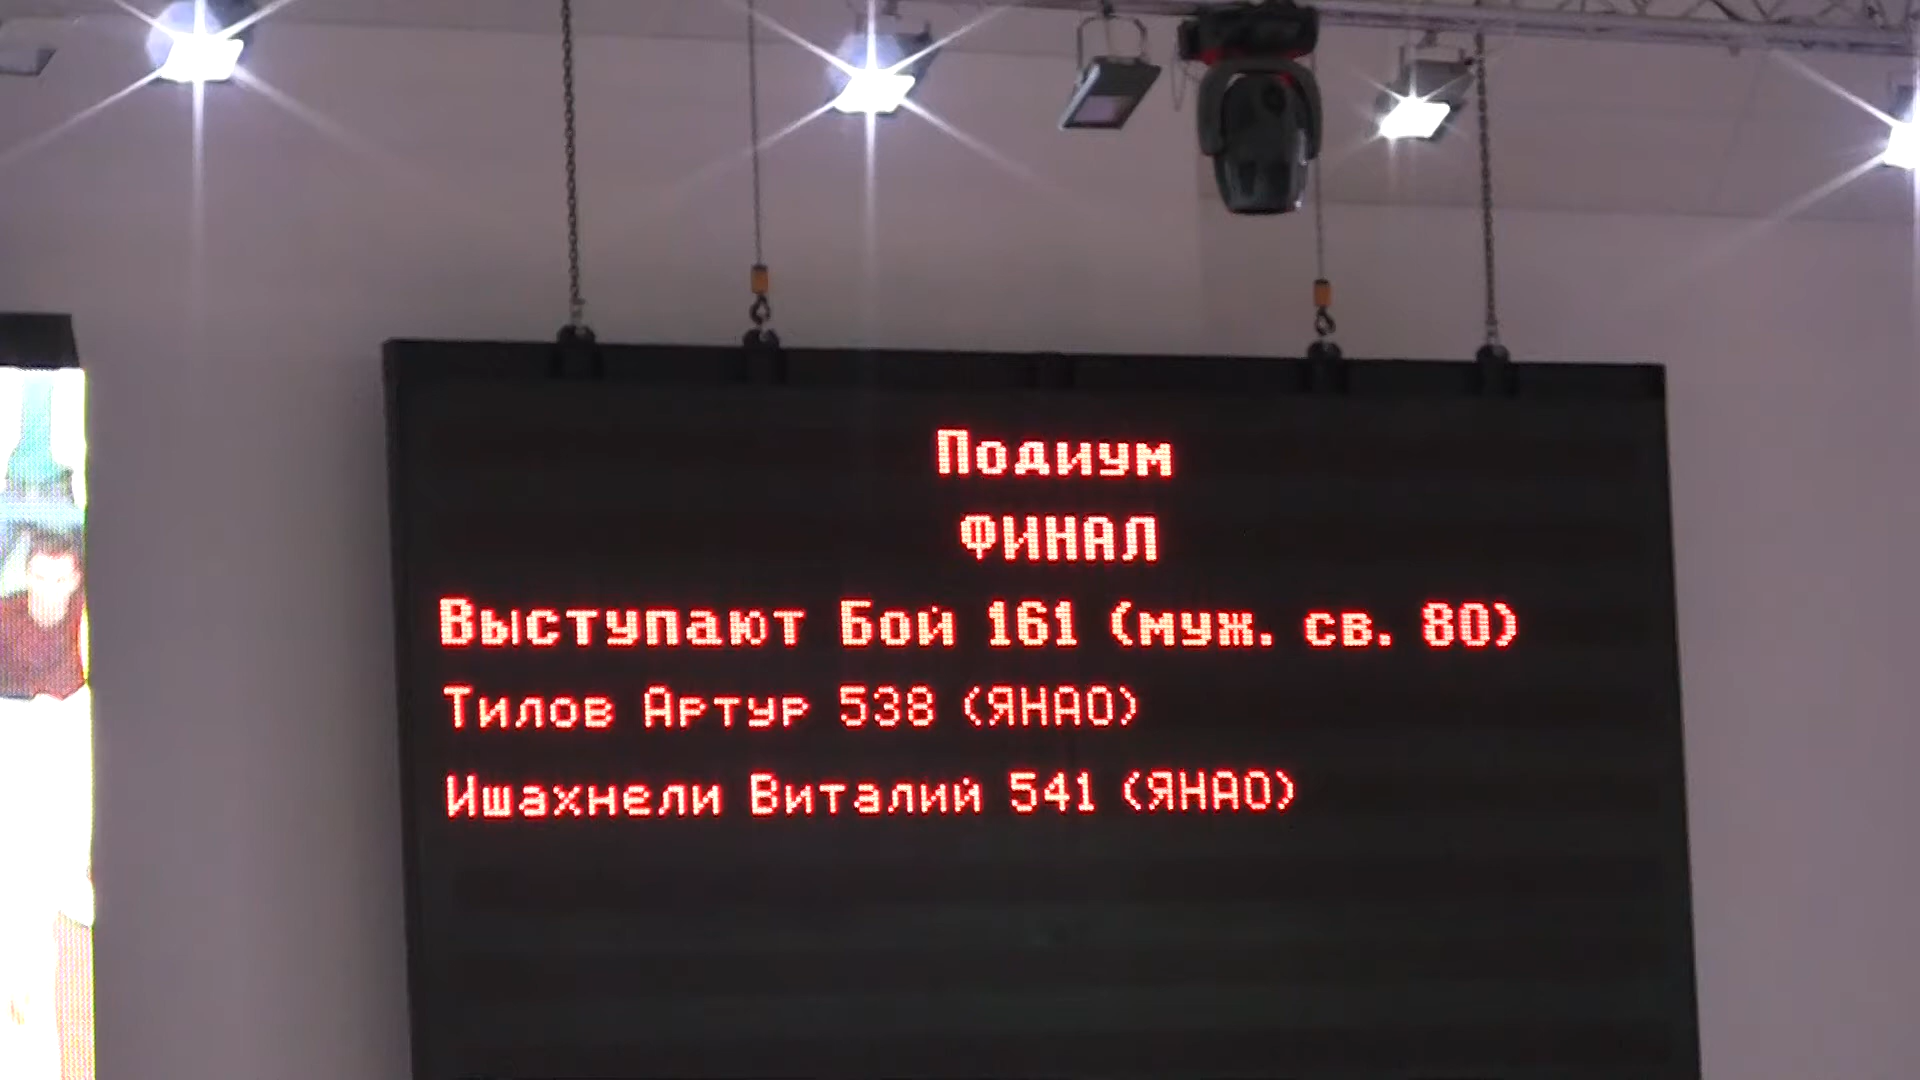 Подиум
ФИНАЛ
Выступают Бой 161 (муж. св. 80)
Тилов Артур 538 (ЯНАО)
Ишахнели Виталий 541 (ЯНАО)